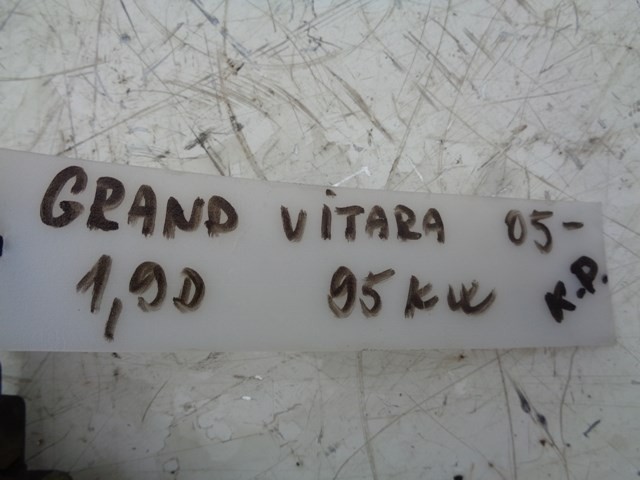 GRAND ViTARA 05-
1,9D 95 KW K.P.